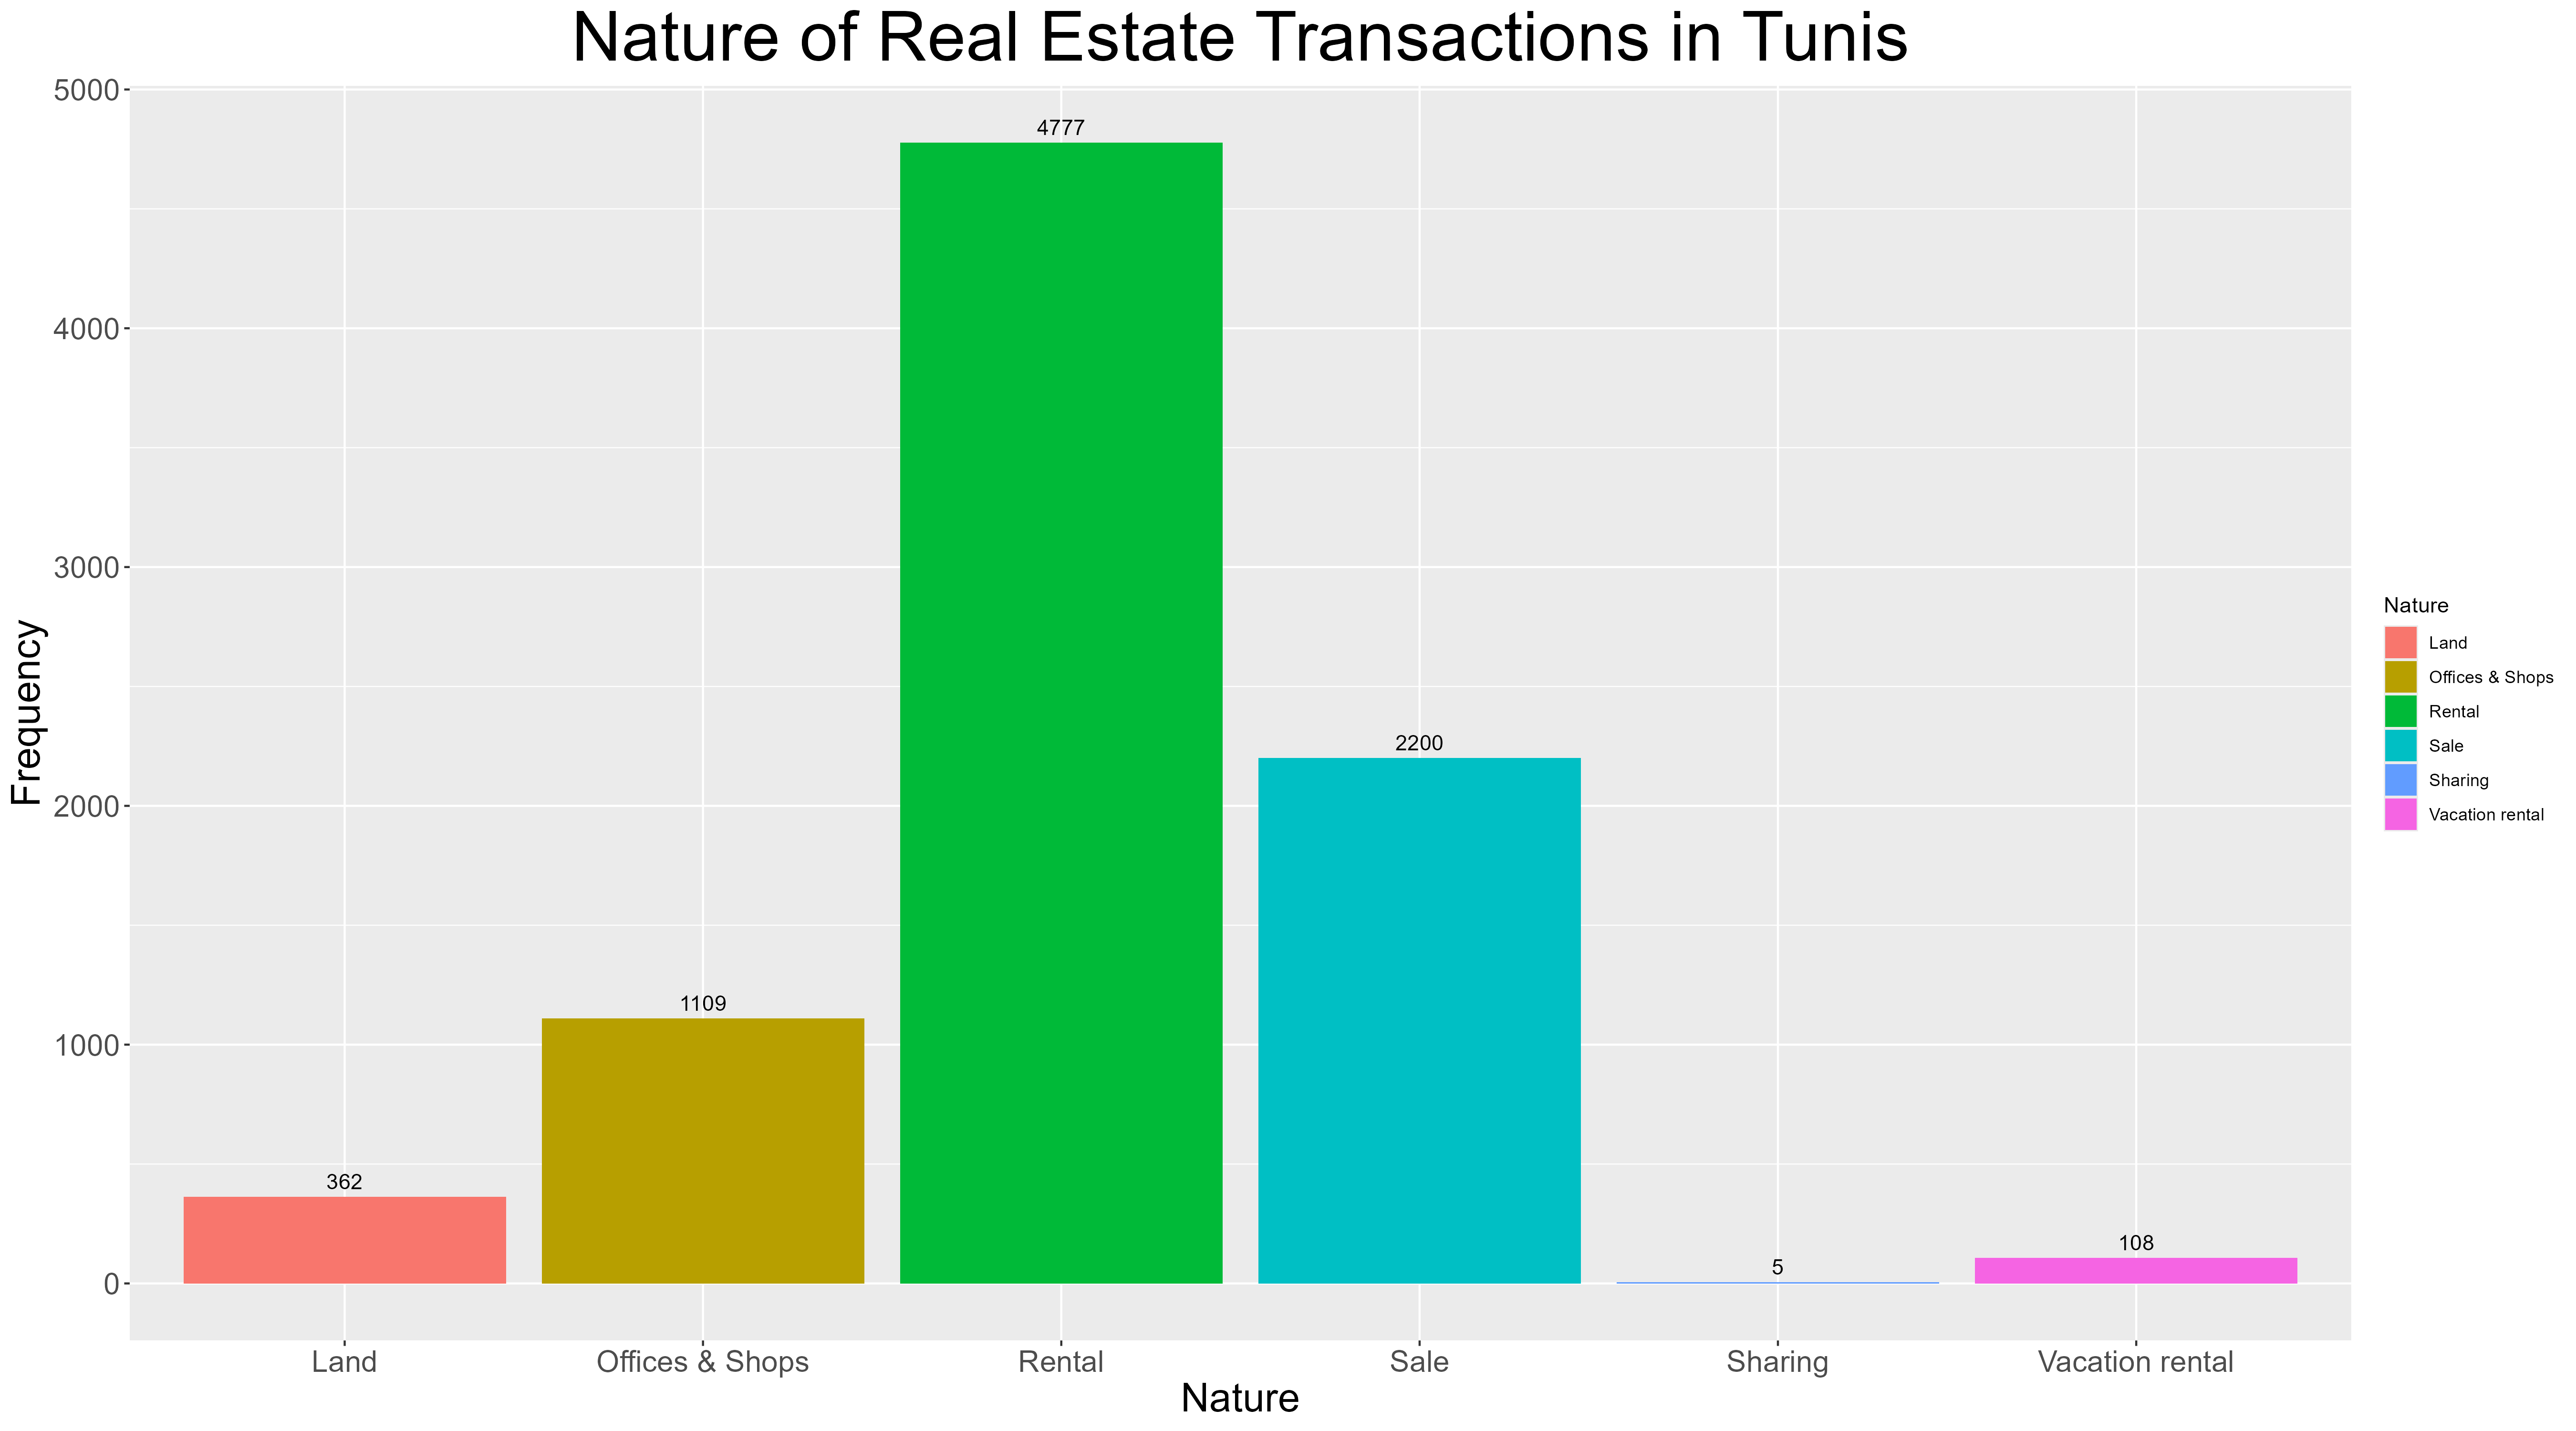 Nature of Real Estate Transactions in Tunis
5000
4000
3000
2000
1000
0
Frequency
362
1109
4777
2200
5
108
Land
Offices & Shops
Rental
Sale
Sharing
Vacation rental
Nature
Nature
Land
Offices & Shops
Rental
Sale
Sharing
Vacation rental